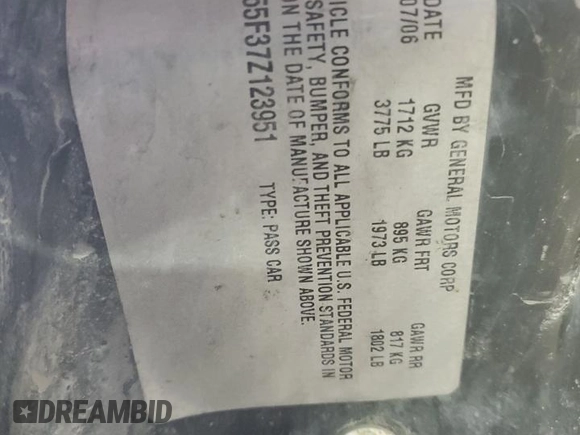 MFD BY GENERAL MOTORS CORP
DATE GVWR GAWR FRT GAWR RR
07/06 1712 KG 895 KG 817 KG
3775 LB 1973 LB 1802 LB
CONFORMS TO ALL APPLICABLE U.S. FEDERAL MOTOR
SAFETY, BUMPER, AND THEFT PREVENTION STANDARDS IN
ON THE DATE OF MANUFACTURE SHOWN ABOVE.
55F37Z123951 TYPE: PASS CAR
DREAMBID